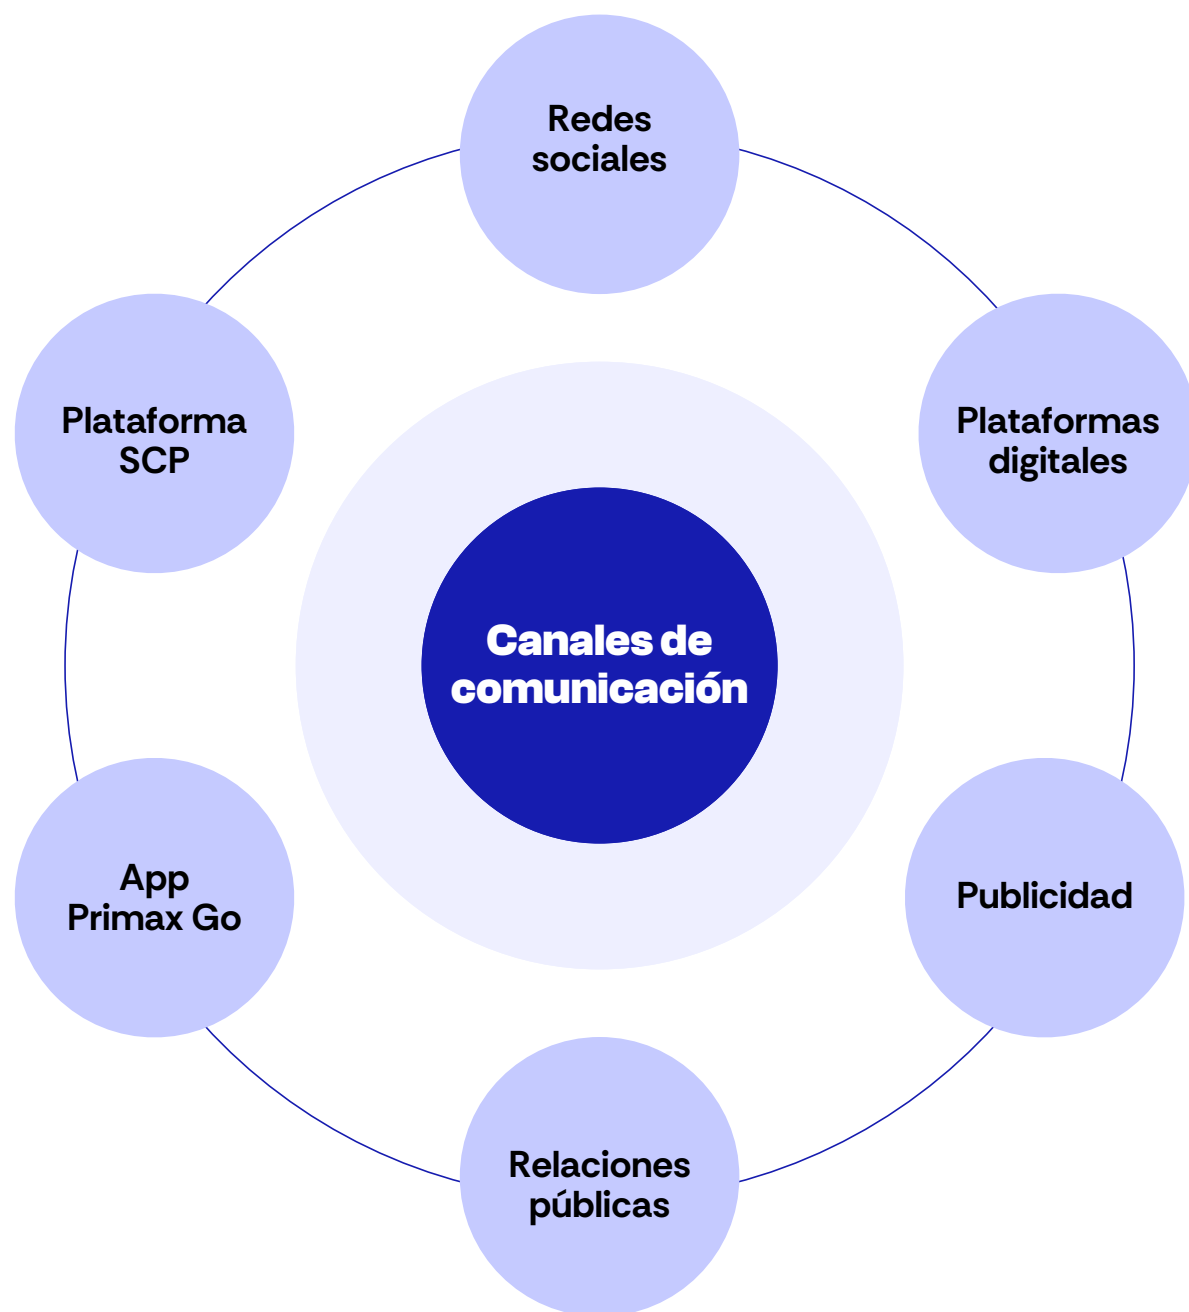 Redes
sociales
Plataforma
SCP
Plataformas
digitales
Canales de
comunicación
App
Primax Go
Publicidad
Relaciones
públicas